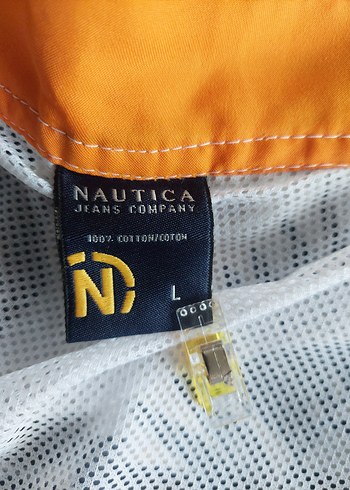 NAUTICA
JEANS COMPANY
100% COTTON/COTON
N
L